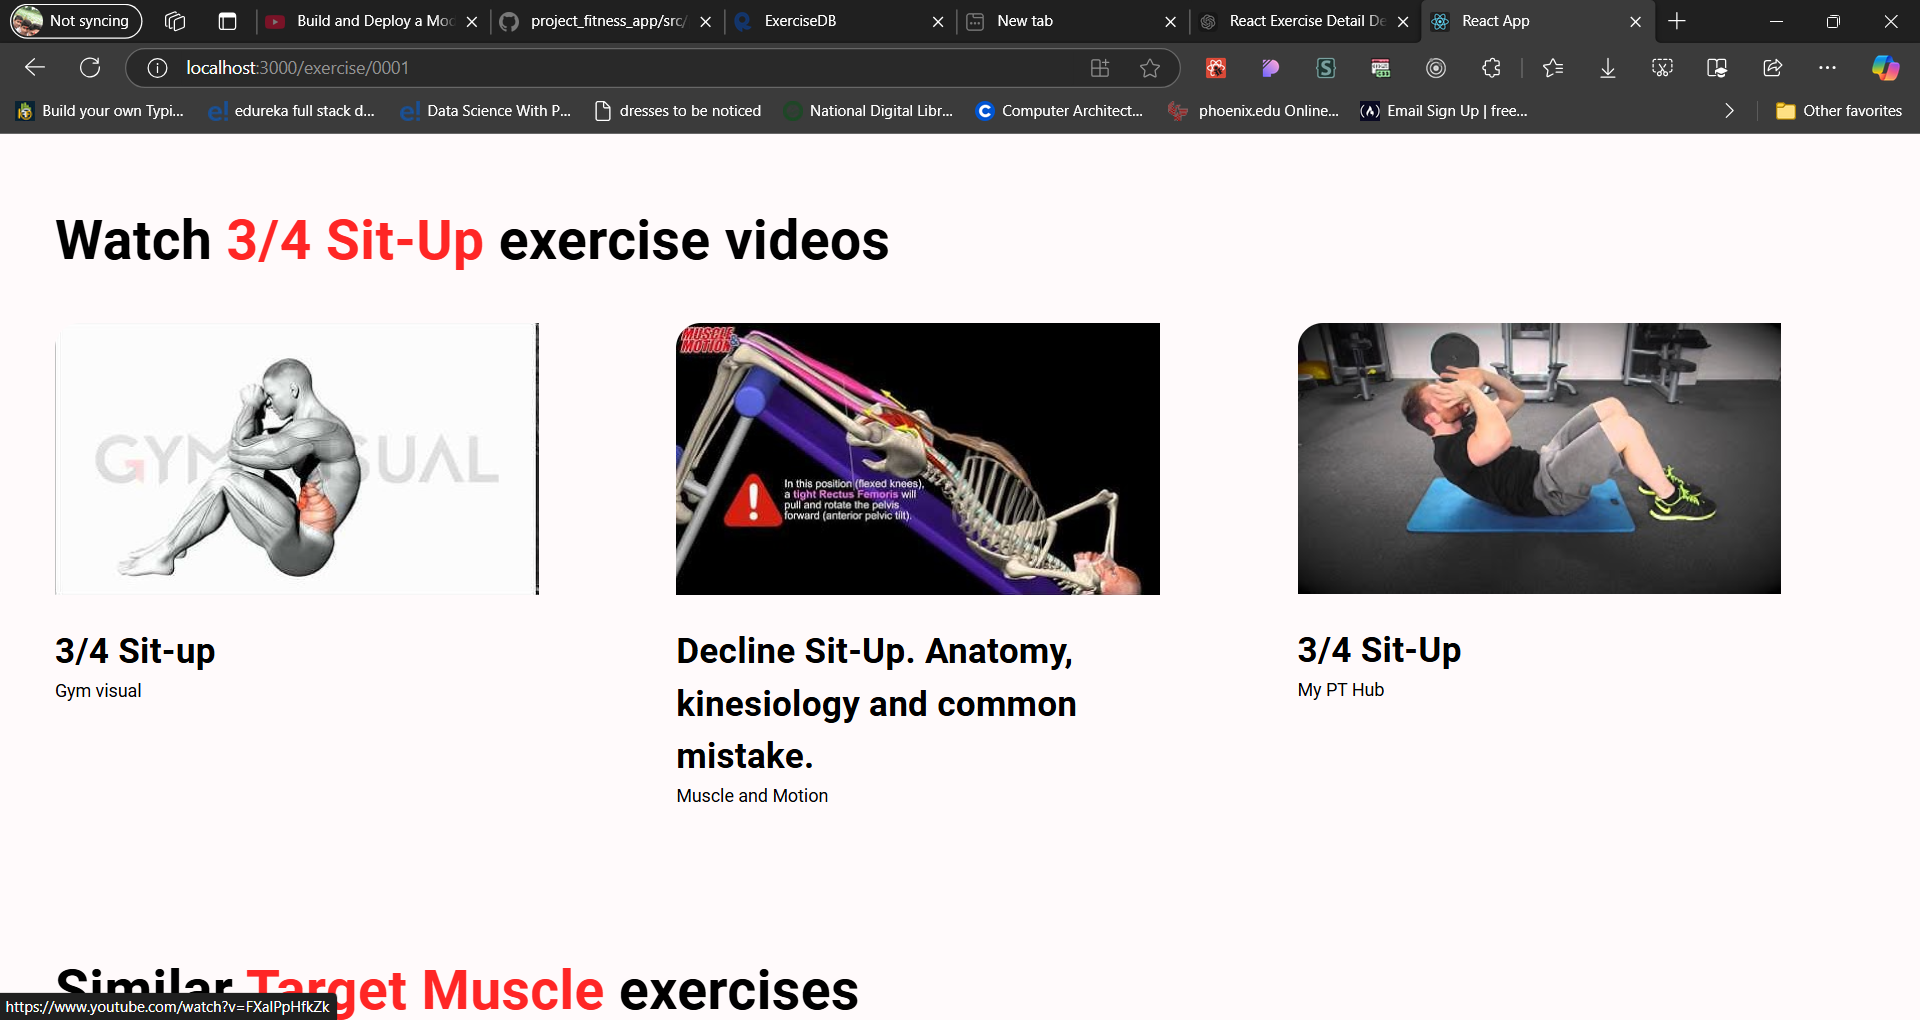 Not syncing
Build and Deploy a Moc
project_fitness_app/src/
ExerciseDB
New tab
React Exercise Detail De
React App
localhost:3000/exercise/0001
Build your own Typi...
edureka full stack d...
Data Science With P...
dresses to be noticed
National Digital Libr...
Computer Architect...
phoenix.edu Online...
Email Sign Up | free...
Other favorites
Watch 3/4 Sit-Up exercise videos
GYM VISUAL
MUSCLE &
MOTION
In this position (flexed knees),
a tight Rectus Femoris will
pull and rotate the pelvis
forward (anterior pelvic tilt).
3/4 Sit-up
Gym visual
Decline Sit-Up. Anatomy,
kinesiology and common
mistake.
Muscle and Motion
3/4 Sit-Up
My PT Hub
Similar Target Muscle exercises
https://www.youtube.com/watch?v=FXalPpHfkZk